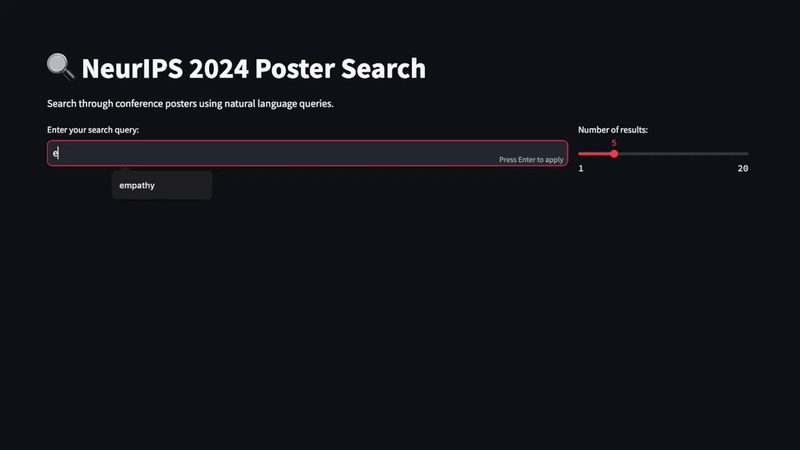 NeurIPS 2024 Poster Search
Search through conference posters using natural language queries.
Enter your search query:
Number of results:
5
e
Press Enter to apply
1
20
empathy